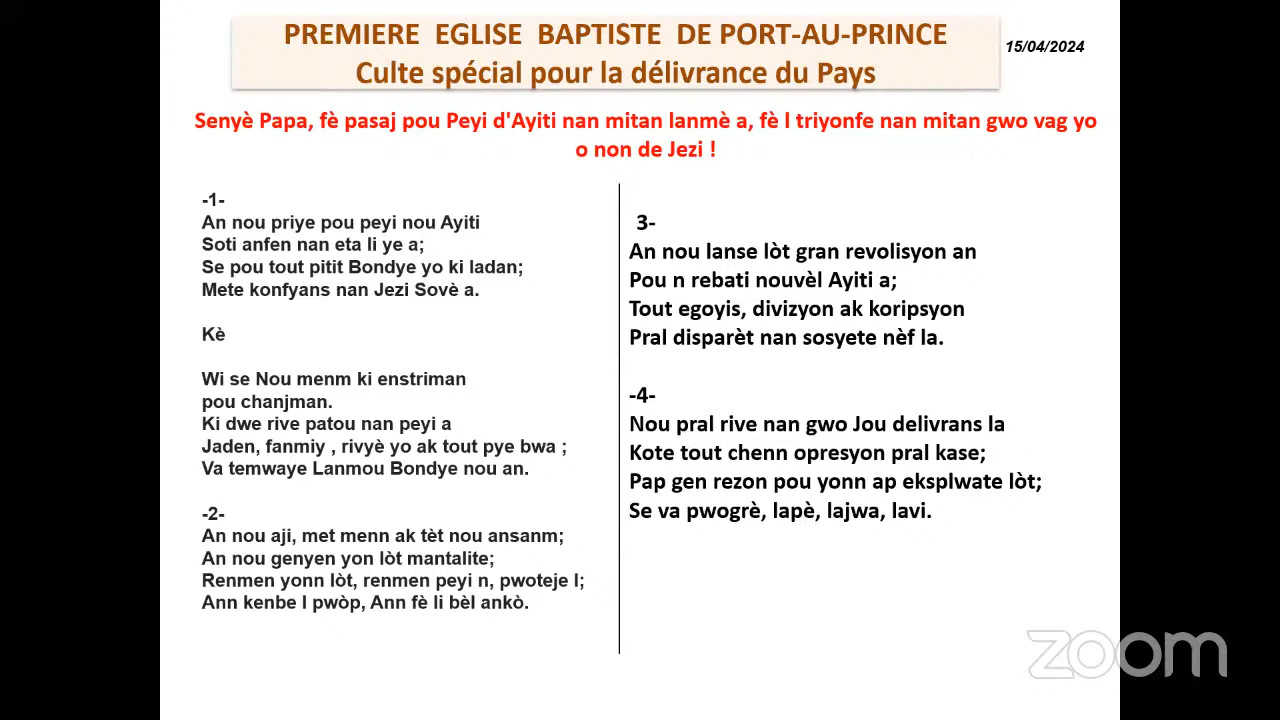 PREMIERE EGLISE BAPTISTE DE PORT-AU-PRINCE
Culte spécial pour la délivrance du Pays
15/04/2024
Senyè Papa, fè pasaj pou Peyi d'Ayiti nan mitan lanmè a, fè l triyonfe nan mitan gwo vag yo
o non de Jezi !
-1-
An nou priye pou peyi nou Ayiti
Soti anfen nan eta li ye a;
Se pou tout pitit Bondye yo ki ladan;
Mete konfyans nan Jezi Sovè a.
Kè
Wi se Nou menm ki enstriman
pou chanjman.
Ki dwe rive patou nan peyi a
Jaden, fanmiy , rivyè yo ak tout pye bwa ;
Va temwaye Lanmou Bondye nou an.
-2-
An nou aji, met menn ak tèt nou ansanm;
An nou genyen yon lòt mantalite;
Renmen yonn lòt, renmen peyi n, pwoteje l;
Ann kenbe l pwòp, Ann fè li bèl ankò.
3-
An nou lanse lòt gran revolisyon an
Pou n rebati nouvèl Ayiti a;
Tout egoyis, divizyon ak koripsyon
Pral disparèt nan sosyete nèf la.
-4-
Nou pral rive nan gwo Jou delivrans la
Kote tout chenn opresyon pral kase;
Pap gen rezon pou yonn ap eksplwate lòt;
Se va pwogrè, lapè, lajwa, lavi.
zoom